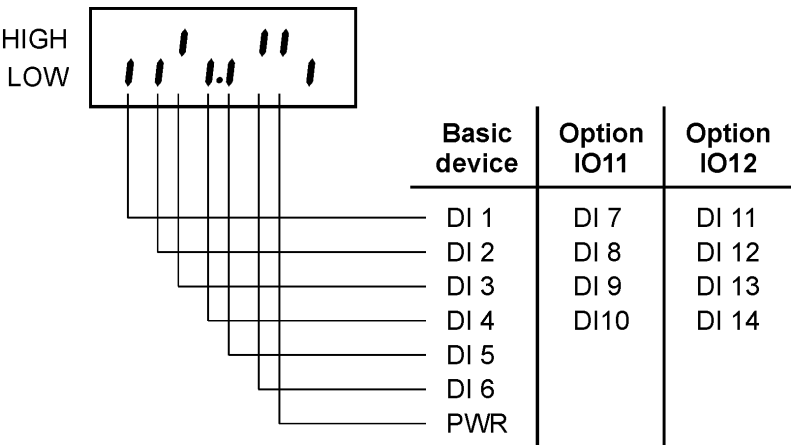 HIGH
LOW
Basic device Option IO11 Option IO12
DI 1 DI 7 DI 11
DI 2 DI 8 DI 12
DI 3 DI 9 DI 13
DI 4 DI10 DI 14
DI 5
DI 6
PWR